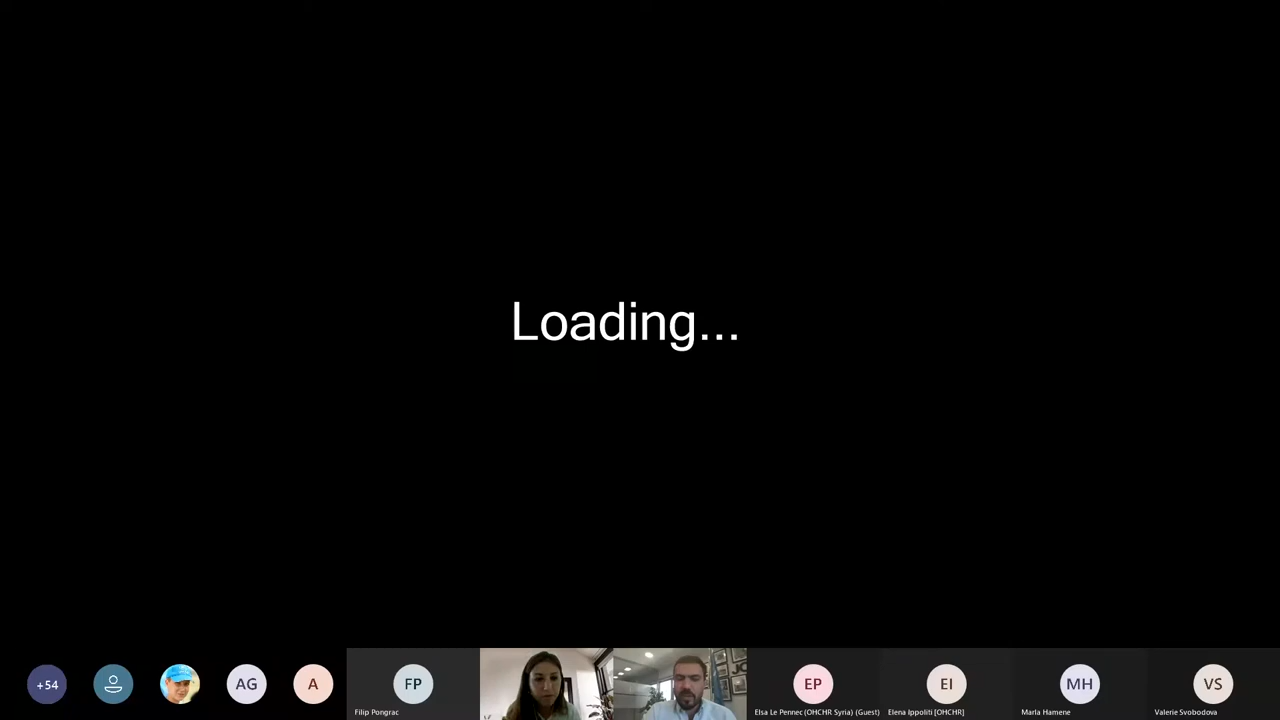 Loading...
+54
AG
A
FP
EP
EI
MH
VS
Filip Pongrac
Elsa Le Pennec (OHCHR Syria) (Guest)
Elena Ippoliti [OHCHR]
Marla Hamene
Valerie Svobodova